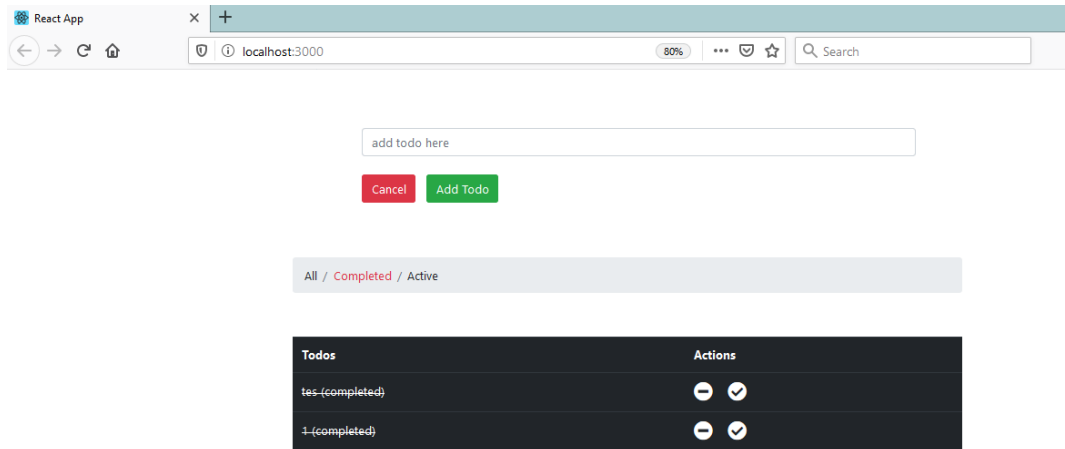 React App
localhost:3000 80% Search
add todo here
Cancel Add Todo
All / Completed / Active
Todos Actions
tes (completed)
1 (completed)